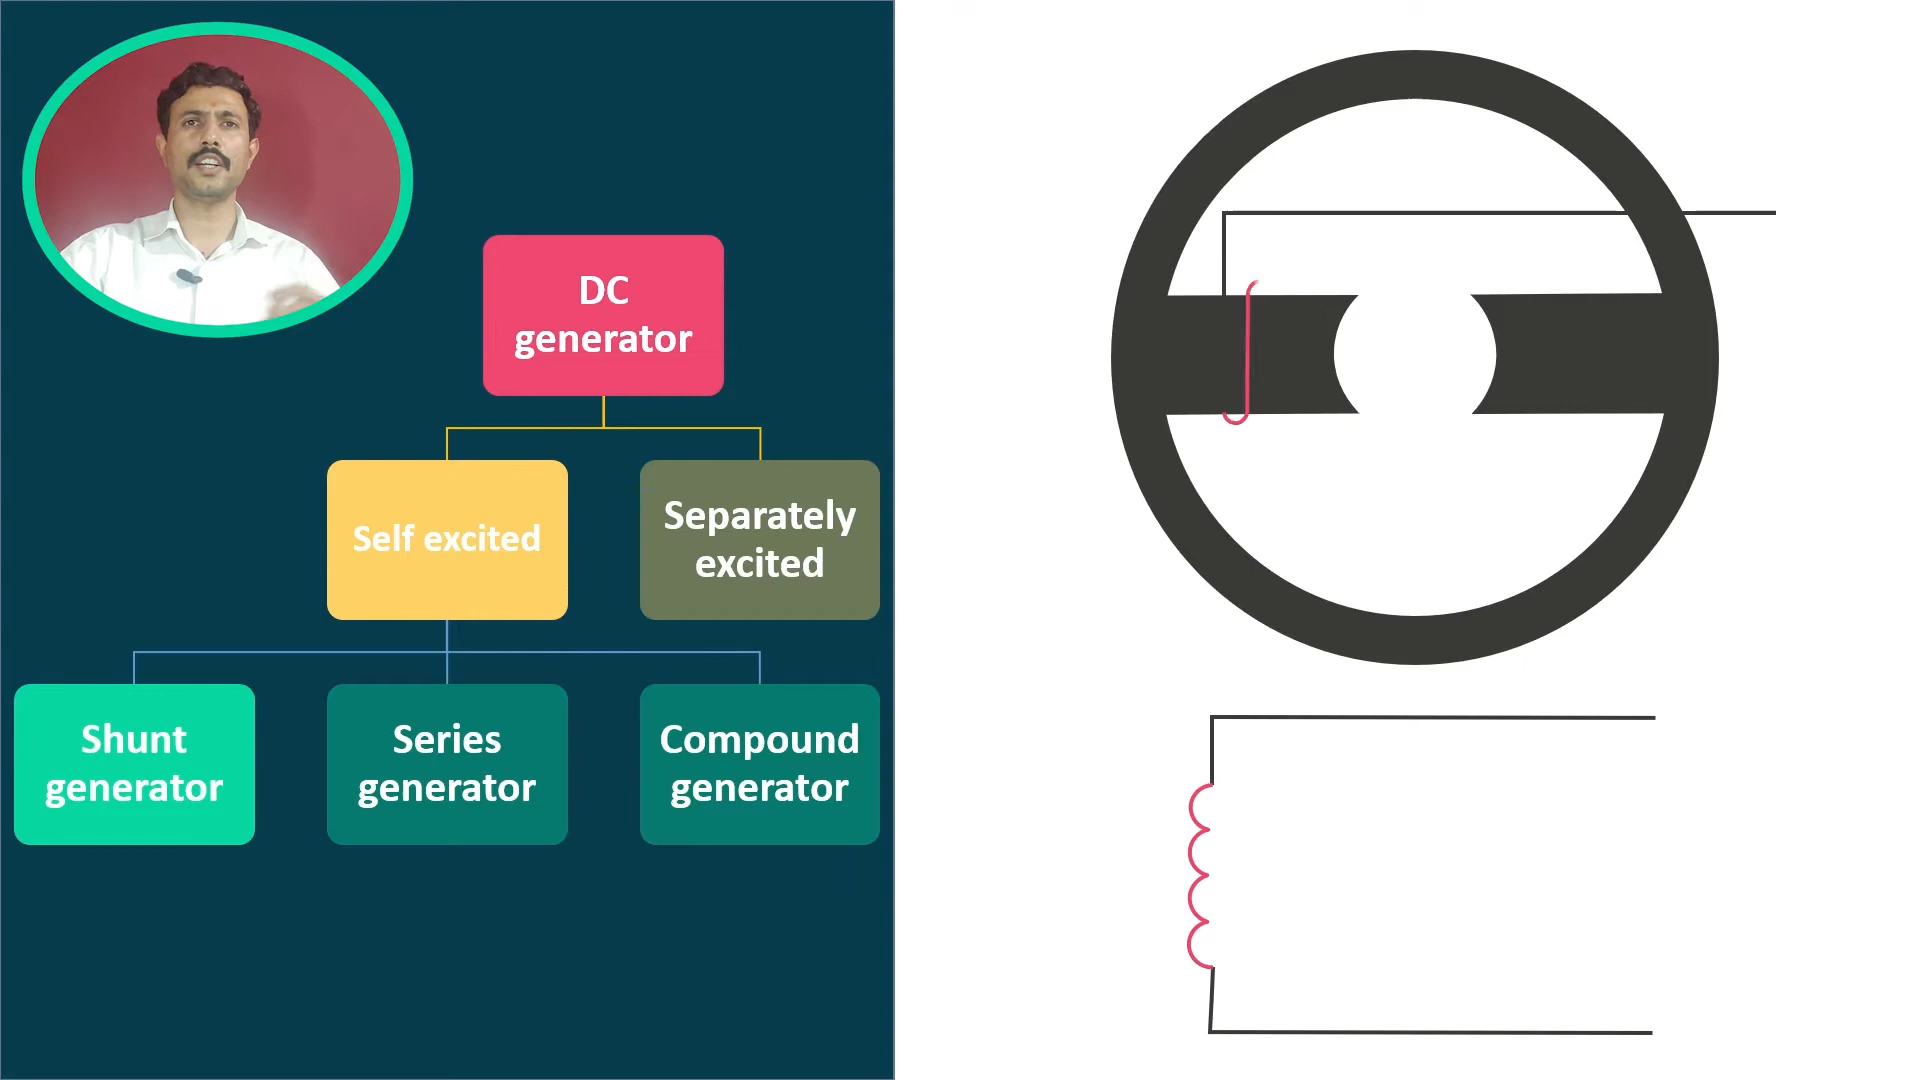 DC
generator
Self excited
Separately
excited
Shunt
generator
Series
generator
Compound
generator